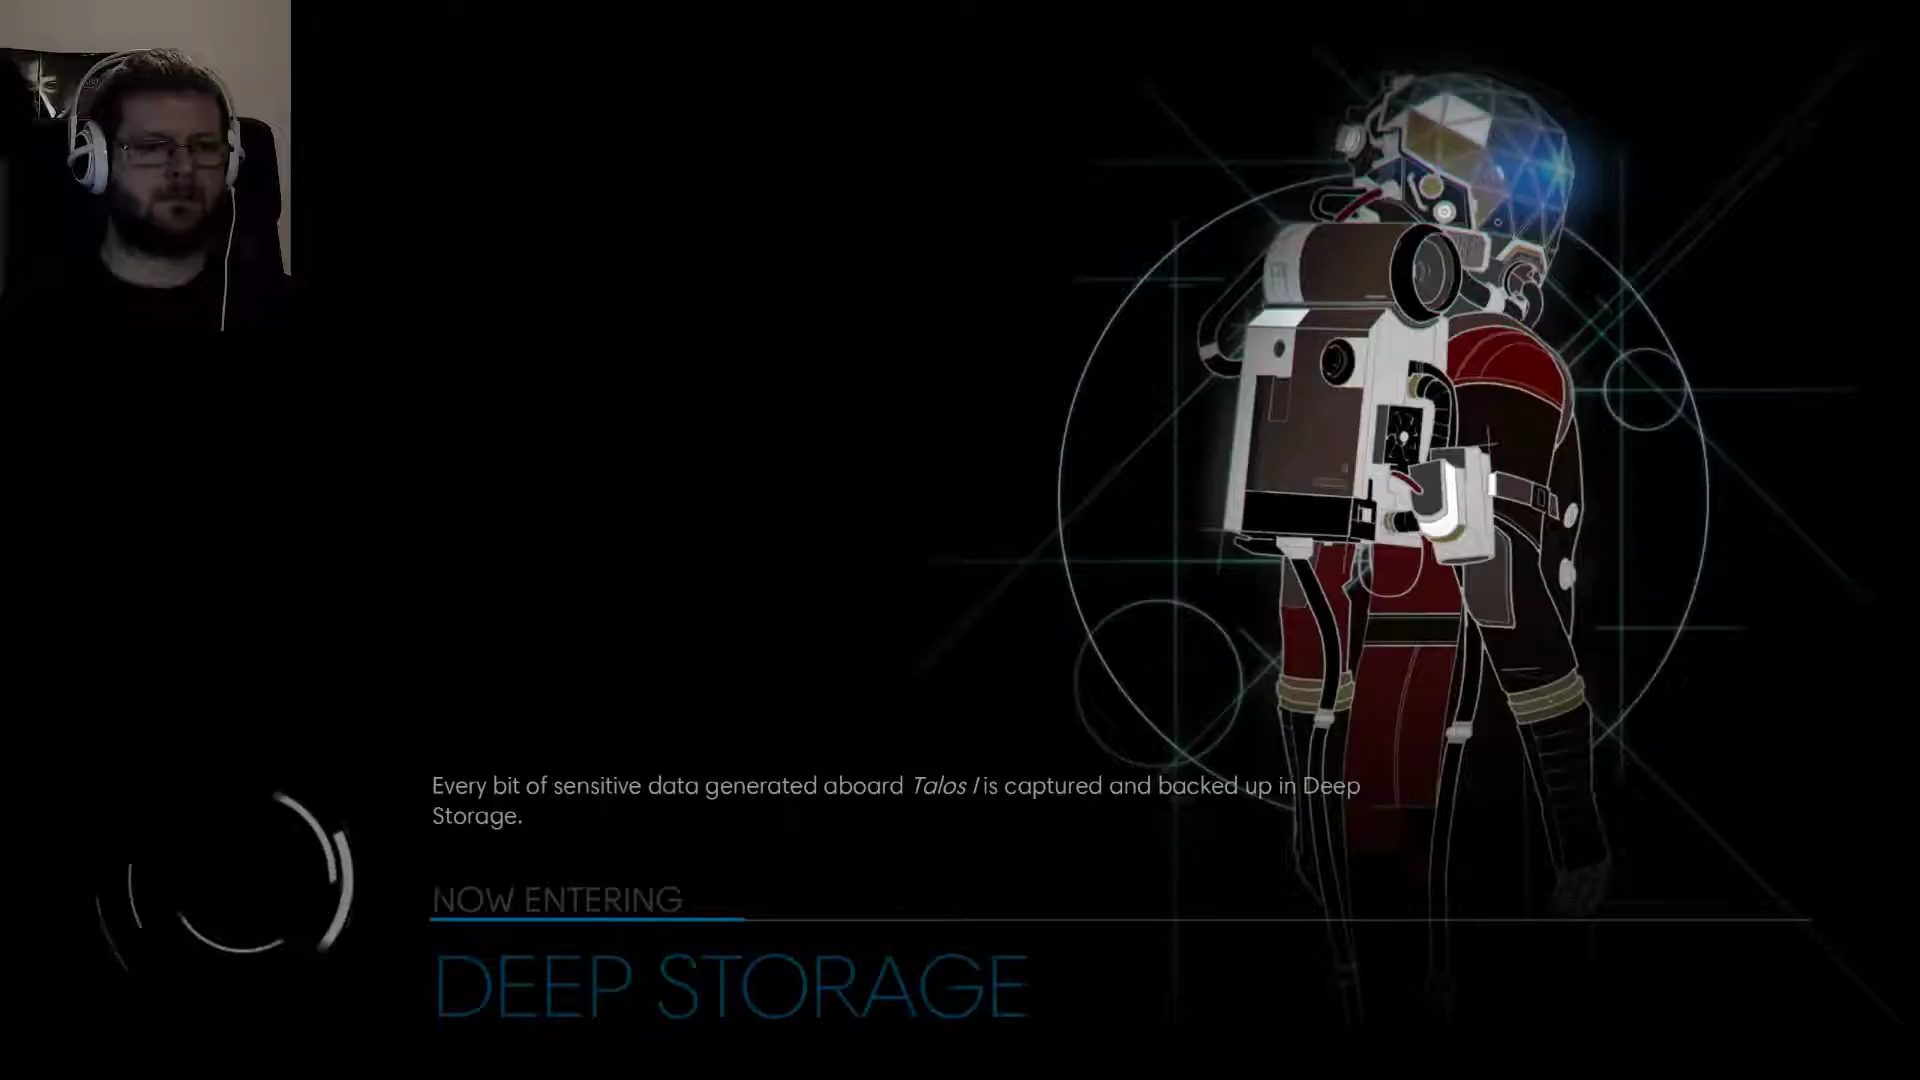 Every bit of sensitive data generated aboard Talos I is captured and backed up in Deep
Storage.
NOW ENTERING
DEEP STORAGE